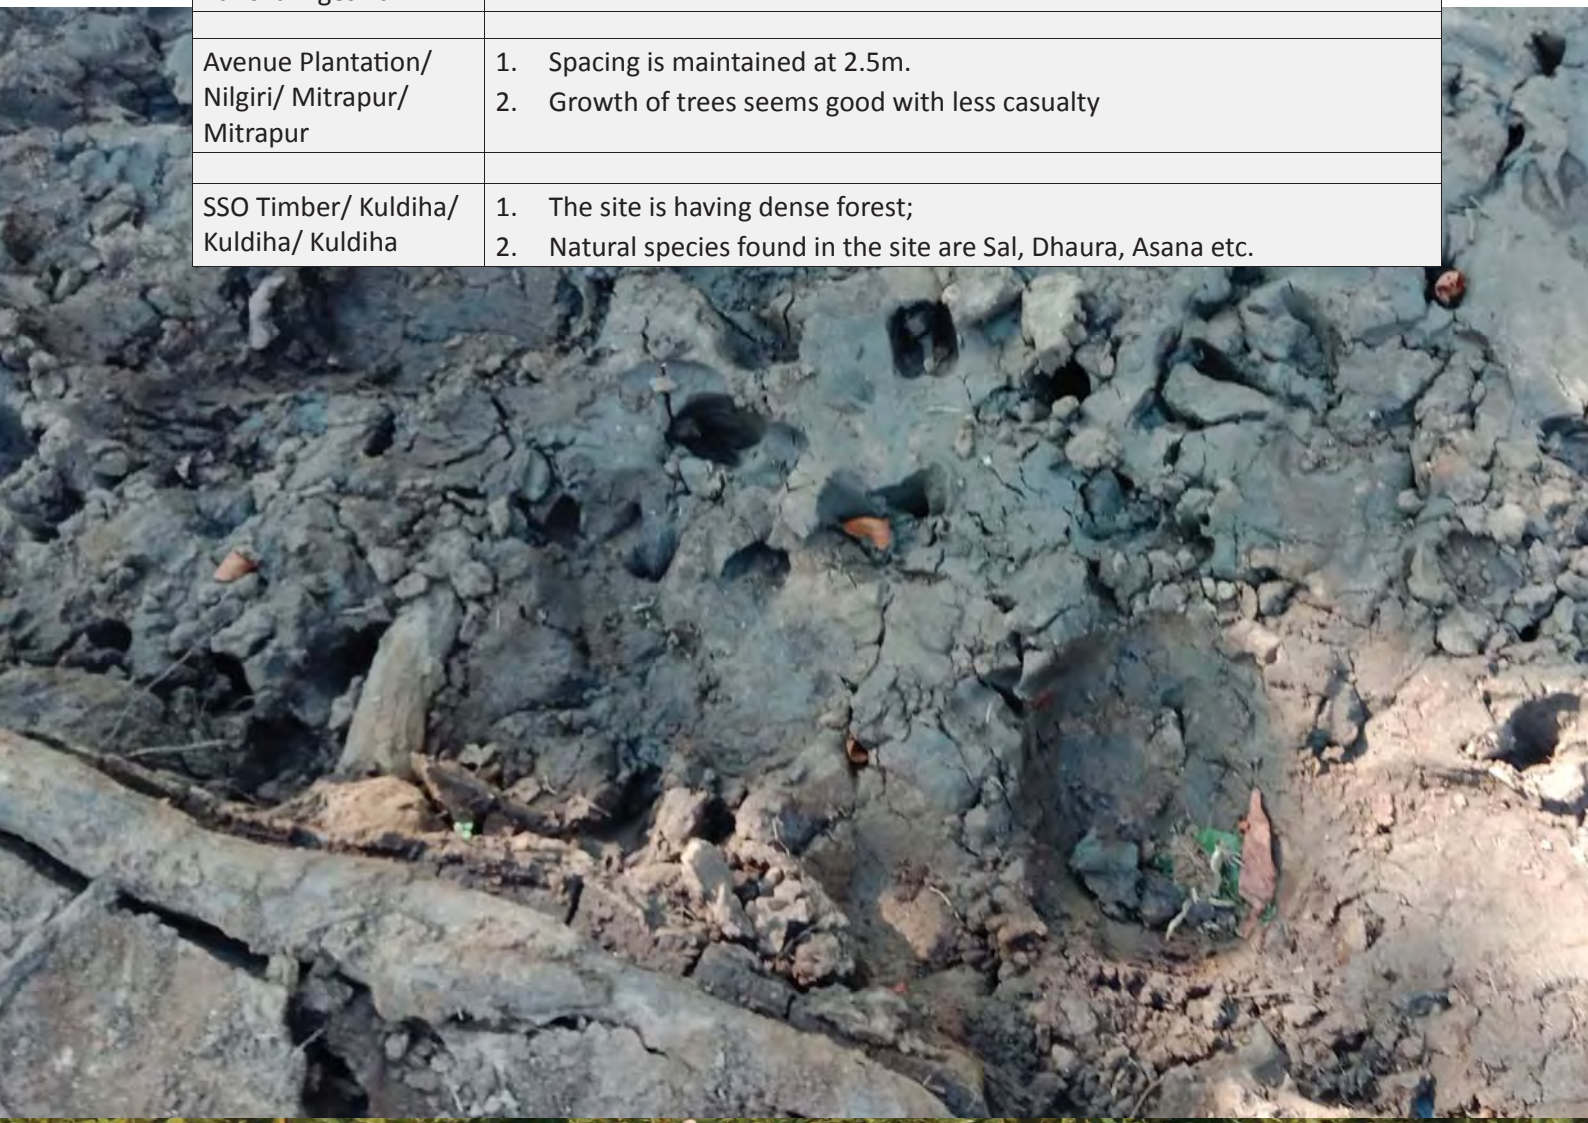 Avenue Plantation/
Nilgiri/ Mitrapur/
Mitrapur
1. Spacing is maintained at 2.5m.
2. Growth of trees seems good with less casualty
SSO Timber/ Kuldiha/
Kuldiha/ Kuldiha
1. The site is having dense forest;
2. Natural species found in the site are Sal, Dhaura, Asana etc.